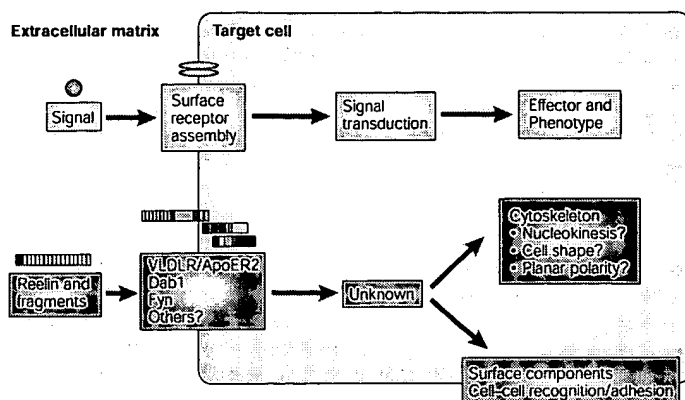 Extracellular matrix
Target cell
Signal
Surface
receptor
assembly
Signal
transduction
Effector and
Phenotype
Reelin and
fragments
VLDLR/ApoER2
Dab1
Fyn
Others?
Unknown
Cytoskeleton
• Nucleokinesis?
• Cell shape?
• Planar polarity?
Surface components
Cell-cell recognition/adhesion